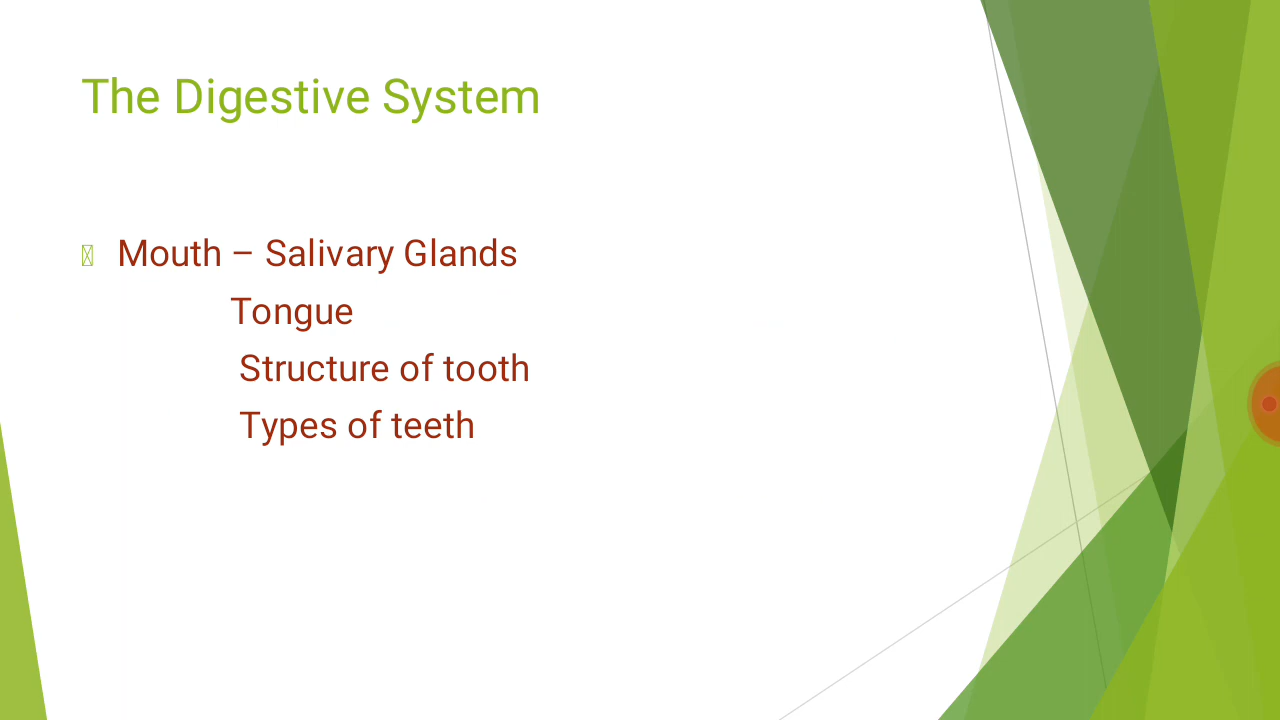 The Digestive System
Mouth – Salivary Glands
Tongue
Structure of tooth
Types of teeth